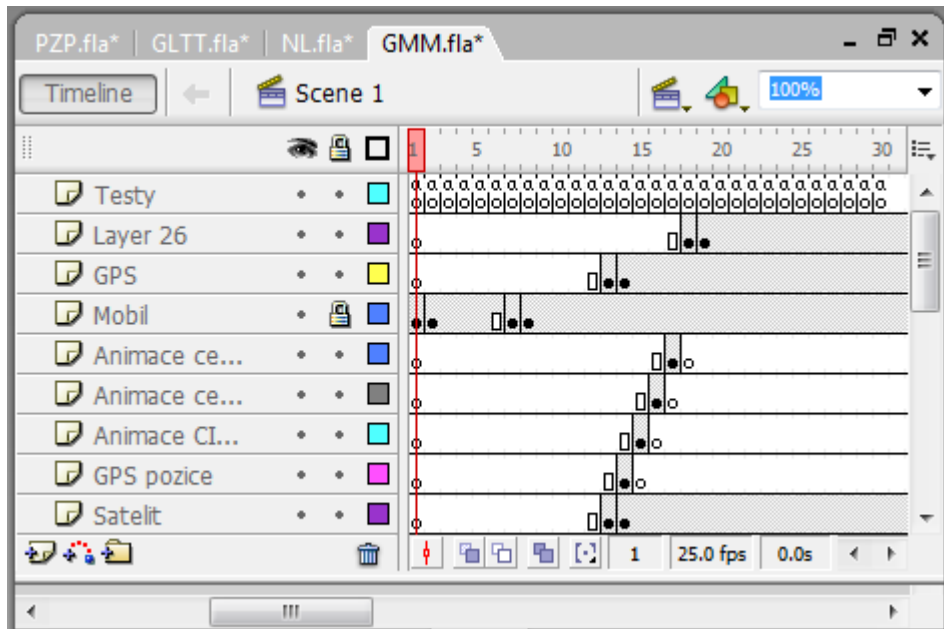 PZP.fla* GLTT.fla* NL.fla* GMM.fla*
Timeline Scene 1 100%
1 5 10 15 20 25 30
Testy
Layer 26
GPS
Mobil
Animace ce...
Animace ce...
Animace CI...
GPS pozice
Satelit
1 25.0 fps 0.0s